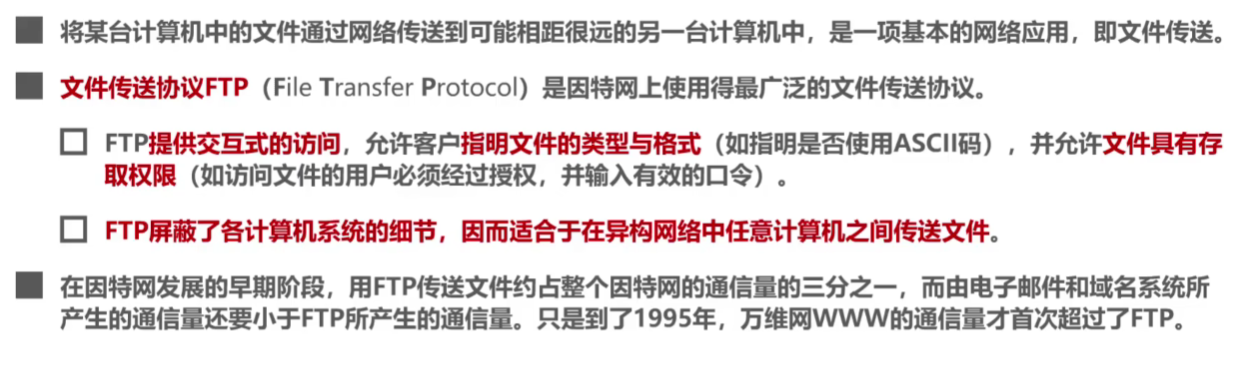 将某台计算机中的文件通过网络传送到可能相距很远的另一台计算机中，是一项基本的网络应用，即文件传送。
文件传送协议FTP（File Transfer Protocol）是因特网上使用得最广泛的文件传送协议。
FTP提供交互式的访问，允许客户指明文件的类型与格式（如指明是否使用ASCII码），并允许文件具有存
取权限（如访问文件的用户必须经过授权，并输入有效的口令）。
FTP屏蔽了各计算机系统的细节，因而适合于在异构网络中任意计算机之间传送文件。
在因特网发展的早期阶段，用FTP传送文件约占整个因特网的通信量的三分之一，而由电子邮件和域名系统所
产生的通信量还要小于FTP所产生的通信量。只是到了1995年，万维网WWW的通信量才首次超过了FTP。